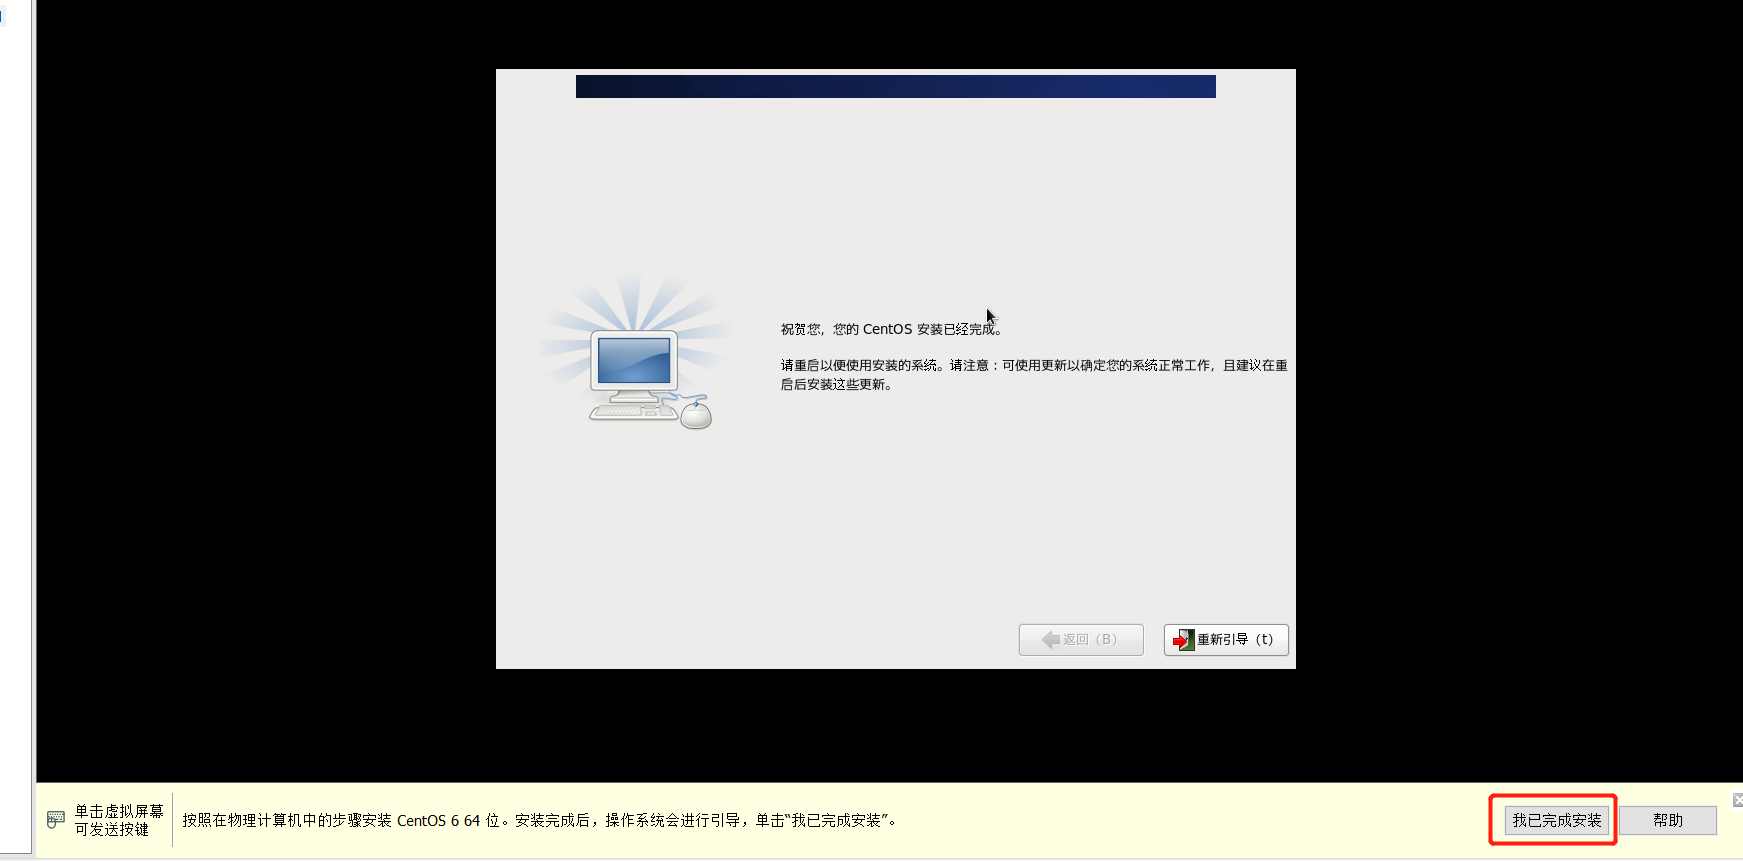 祝贺您，您的 CentOS 安装已经完成。
请重启以便使用安装的系统。请注意：可使用更新以确定您的系统正常工作，且建议在重
启后安装这些更新。
返回（B）
重新引导（t）
单击虚拟屏幕
可发送按键
按照在物理计算机中的步骤安装 CentOS 6 64 位。安装完成后，操作系统会进行引导，单击“我已完成安装”。
我已完成安装
帮助